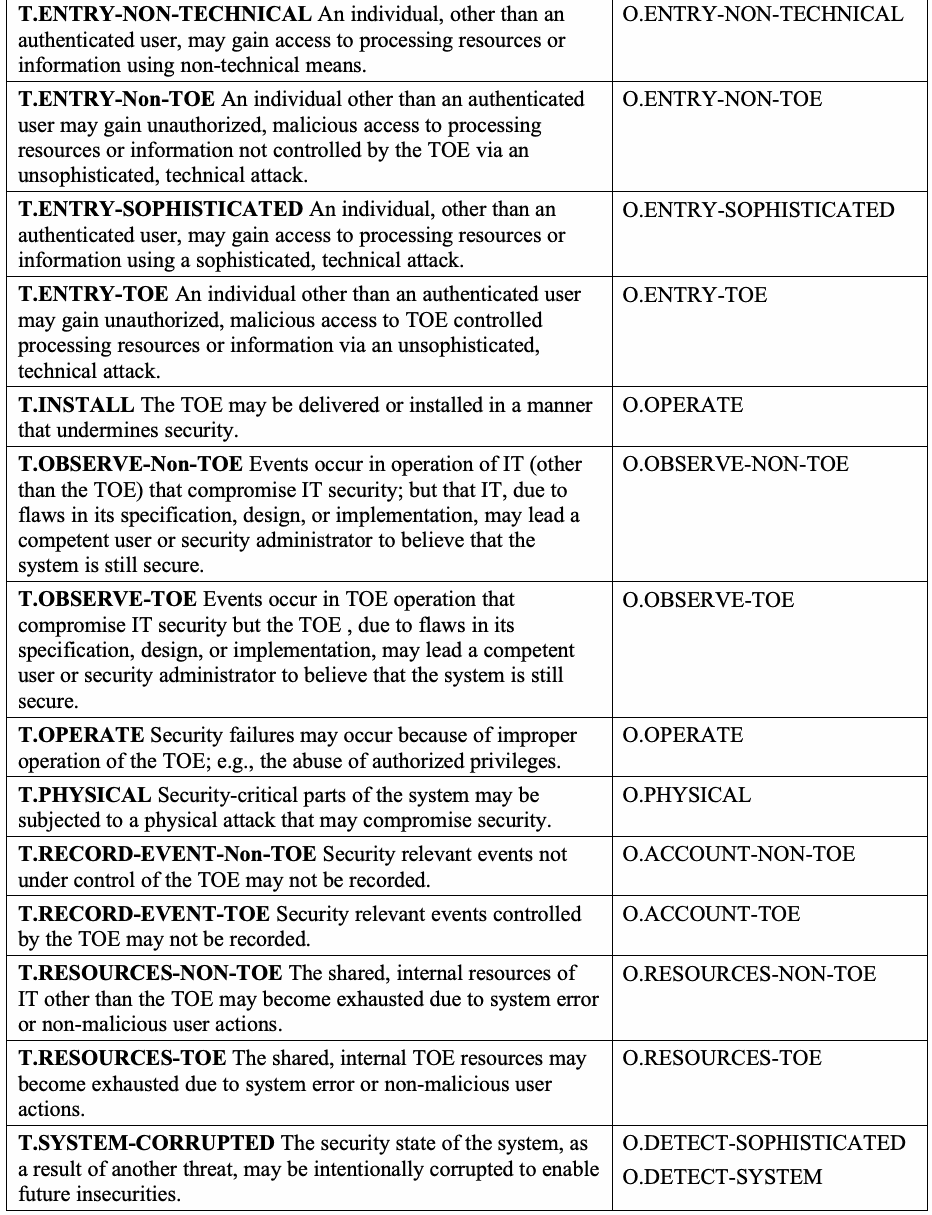 T.ENTRY-NON-TECHNICAL An individual, other than an O.ENTRY-NON-TECHNICAL
authenticated user, may gain access to processing resources or
information using non-technical means.
T.ENTRY-Non-TOE An individual other than an authenticated O.ENTRY-NON-TOE
user may gain unauthorized, malicious access to processing
resources or information not controlled by the TOE via an
unsophisticated, technical attack.
T.ENTRY-SOPHISTICATED An individual, other than an O.ENTRY-SOPHISTICATED
authenticated user, may gain access to processing resources or
information using a sophisticated, technical attack.
T.ENTRY-TOE An individual other than an authenticated user O.ENTRY-TOE
may gain unauthorized, malicious access to TOE controlled
processing resources or information via an unsophisticated,
technical attack.
T.INSTALL The TOE may be delivered or installed in a manner O.OPERATE
that undermines security.
T.OBSERVE-Non-TOE Events occur in operation of IT (other O.OBSERVE-NON-TOE
than the TOE) that compromise IT security; but that IT, due to
flaws in its specification, design, or implementation, may lead a
competent user or security administrator to believe that the
system is still secure.
T.OBSERVE-TOE Events occur in TOE operation that O.OBSERVE-TOE
compromise IT security but the TOE , due to flaws in its
specification, design, or implementation, may lead a competent
user or security administrator to believe that the system is still
secure.
T.OPERATE Security failures may occur because of improper O.OPERATE
operation of the TOE; e.g., the abuse of authorized privileges.
T.PHYSICAL Security-critical parts of the system may be O.PHYSICAL
subjected to a physical attack that may compromise security.
T.RECORD-EVENT-Non-TOE Security relevant events not O.ACCOUNT-NON-TOE
under control of the TOE may not be recorded.
T.RECORD-EVENT-TOE Security relevant events controlled O.ACCOUNT-TOE
by the TOE may not be recorded.
T.RESOURCES-NON-TOE The shared, internal resources of O.RESOURCES-NON-TOE
IT other than the TOE may become exhausted due to system error
or non-malicious user actions.
T.RESOURCES-TOE The shared, internal TOE resources may O.RESOURCES-TOE
become exhausted due to system error or non-malicious user
actions.
T.SYSTEM-CORRUPTED The security state of the system, as O.DETECT-SOPHISTICATED
a result of another threat, may be intentionally corrupted to enable O.DETECT-SYSTEM
future insecurities.